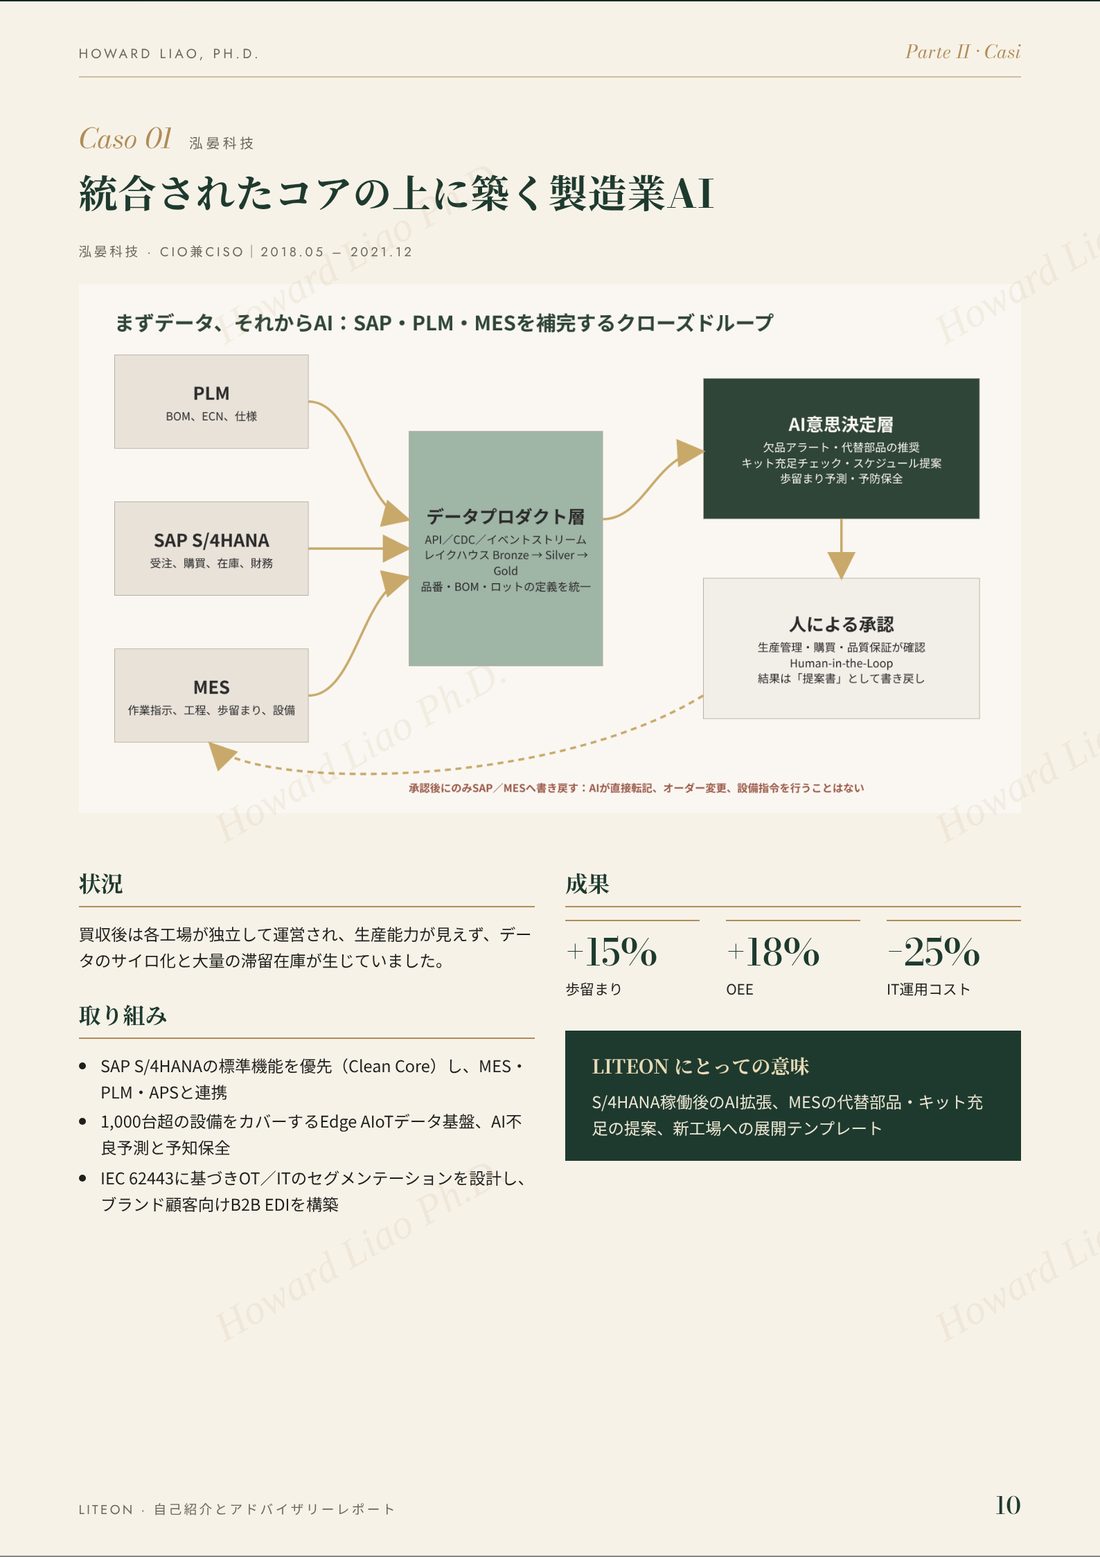 HOWARD LIAO, PH.D.
Parte II · Casi
Caso 01 泓晏科技
統合されたコアの上に築く製造業AI
泓晏科技 · CIO兼CISO｜2018.05 – 2021.12
まずデータ、それからAI：SAP・PLM・MESを補完するクローズドループ
PLM
BOM、ECN、仕様
SAP S/4HANA
受注、購買、在庫、財務
MES
作業指示、工程、歩留まり、設備
データプロダクト層
API／CDC／イベントストリーム
レイクハウス Bronze → Silver →
Gold
品番・BOM・ロットの定義を統一
AI意思決定層
欠品アラート・代替部品の推奨
キット充足チェック・スケジュール提案
歩留まり予測・予防保全
人による承認
生産管理・購買・品質保証が確認
Human-in-the-Loop
結果は「提案書」として書き戻し
承認後にのみSAP／MESへ書き戻す：AIが直接転記、オーダー変更、設備指令を行うことはない
状況
買収後は各工場が独立して運営され、生産能力が見えず、デー
タのサイロ化と大量の滞留在庫が生じていました。
取り組み
• SAP S/4HANAの標準機能を優先（Clean Core）し、MES・
PLM・APSと連携
• 1,000台超の設備をカバーするEdge AIoTデータ基盤、AI不
良予測と予知保全
• IEC 62443に基づきOT／ITのセグメンテーションを設計し、
ブランド顧客向けB2B EDIを構築
成果
+15%
歩留まり
+18%
OEE
−25%
IT運用コスト
LITEON にとっての意味
S/4HANA稼働後のAI拡張、MESの代替部品・キット充
足の提案、新工場への展開テンプレート
Howard Liao Ph.D.
Howard Lia
Howard Liao Ph.D.
Howard Lia
Howard Liao Ph.D.
Howard Lia
LITEON · 自己紹介とアドバイザリーレポート
10